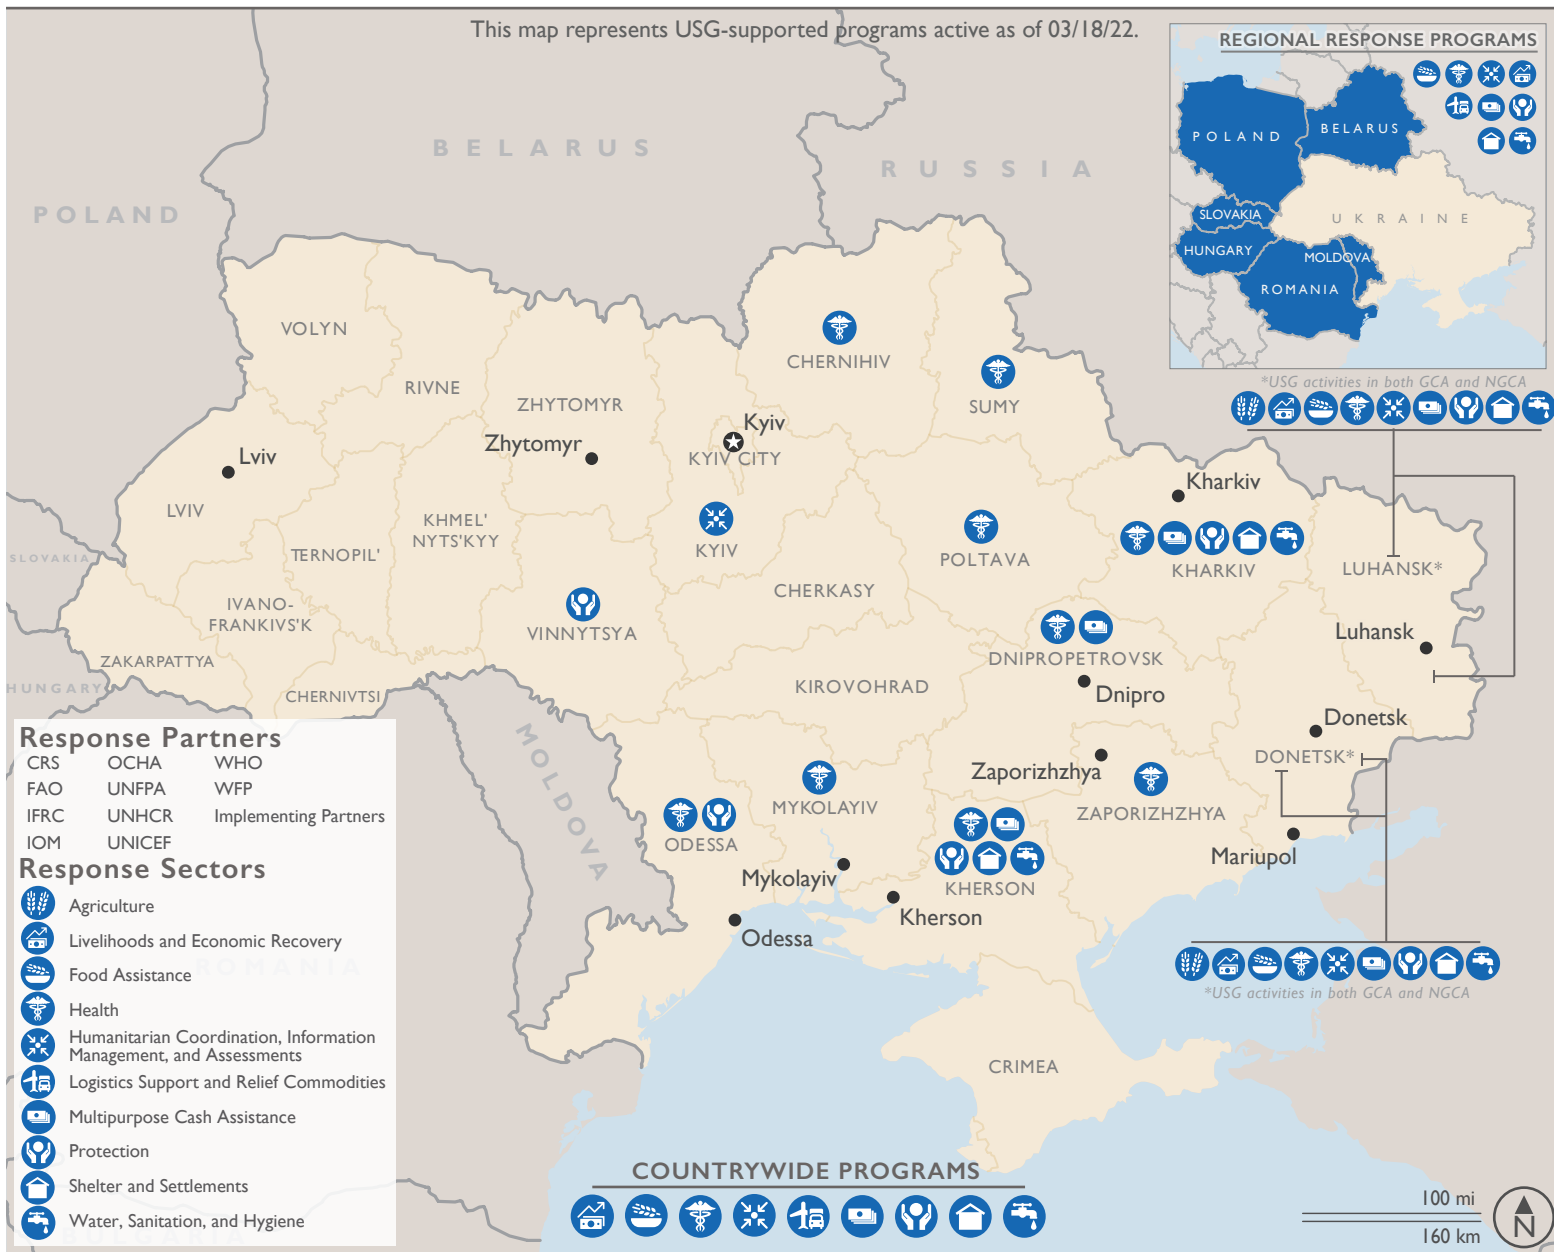 This map represents USG-supported programs active as of 03/18/22.
REGIONAL RESPONSE PROGRAMS
POLAND
BELARUS
SLOVAKIA
UKRAINE
HUNGARY
MOLDOVA
ROMANIA
*USG activities in both GCA and NGCA
BELARUS
RUSSIA
POLAND
VOLYN
RIVNE
ZHYTOMYR
Zhytomyr
CHERNIHIV
SUMY
Kyiv
KYIV CITY
Lviv
LVIV
KHMEL'
NYTS'KYY
TERNOPIL'
KYIV
POLTAVA
Kharkiv
KHARKIV
LUHANSK*
SLOVAKIA
IVANO-
FRANKIVS'K
CHERKASY
VINNYTSYA
Luhansk
ZAKARPATTYA
DNIPROPETROVSK
HUNGARY
CHERNIVTSI
KIROVOHRAD
Dnipro
Donetsk
DONETSK*
MOLDOVA
Zaporizhzhya
ZAPORIZHZHYA
MYKOLAYIV
ODESSA
Mariupol
Mykolayiv
KHERSON
Kherson
Odessa
*USG activities in both GCA and NGCA
CRIMEA
Response Partners
CRS OCHA WHO
FAO UNFPA WFP
IFRC UNHCR Implementing Partners
IOM UNICEF
Response Sectors
Agriculture
Livelihoods and Economic Recovery
ROMANIA
Food Assistance
Health
Humanitarian Coordination, Information
Management, and Assessments
Logistics Support and Relief Commodities
Multipurpose Cash Assistance
Protection
Shelter and Settlements
Water, Sanitation, and Hygiene
BULGARIA
COUNTRYWIDE PROGRAMS
100 mi
160 km
N